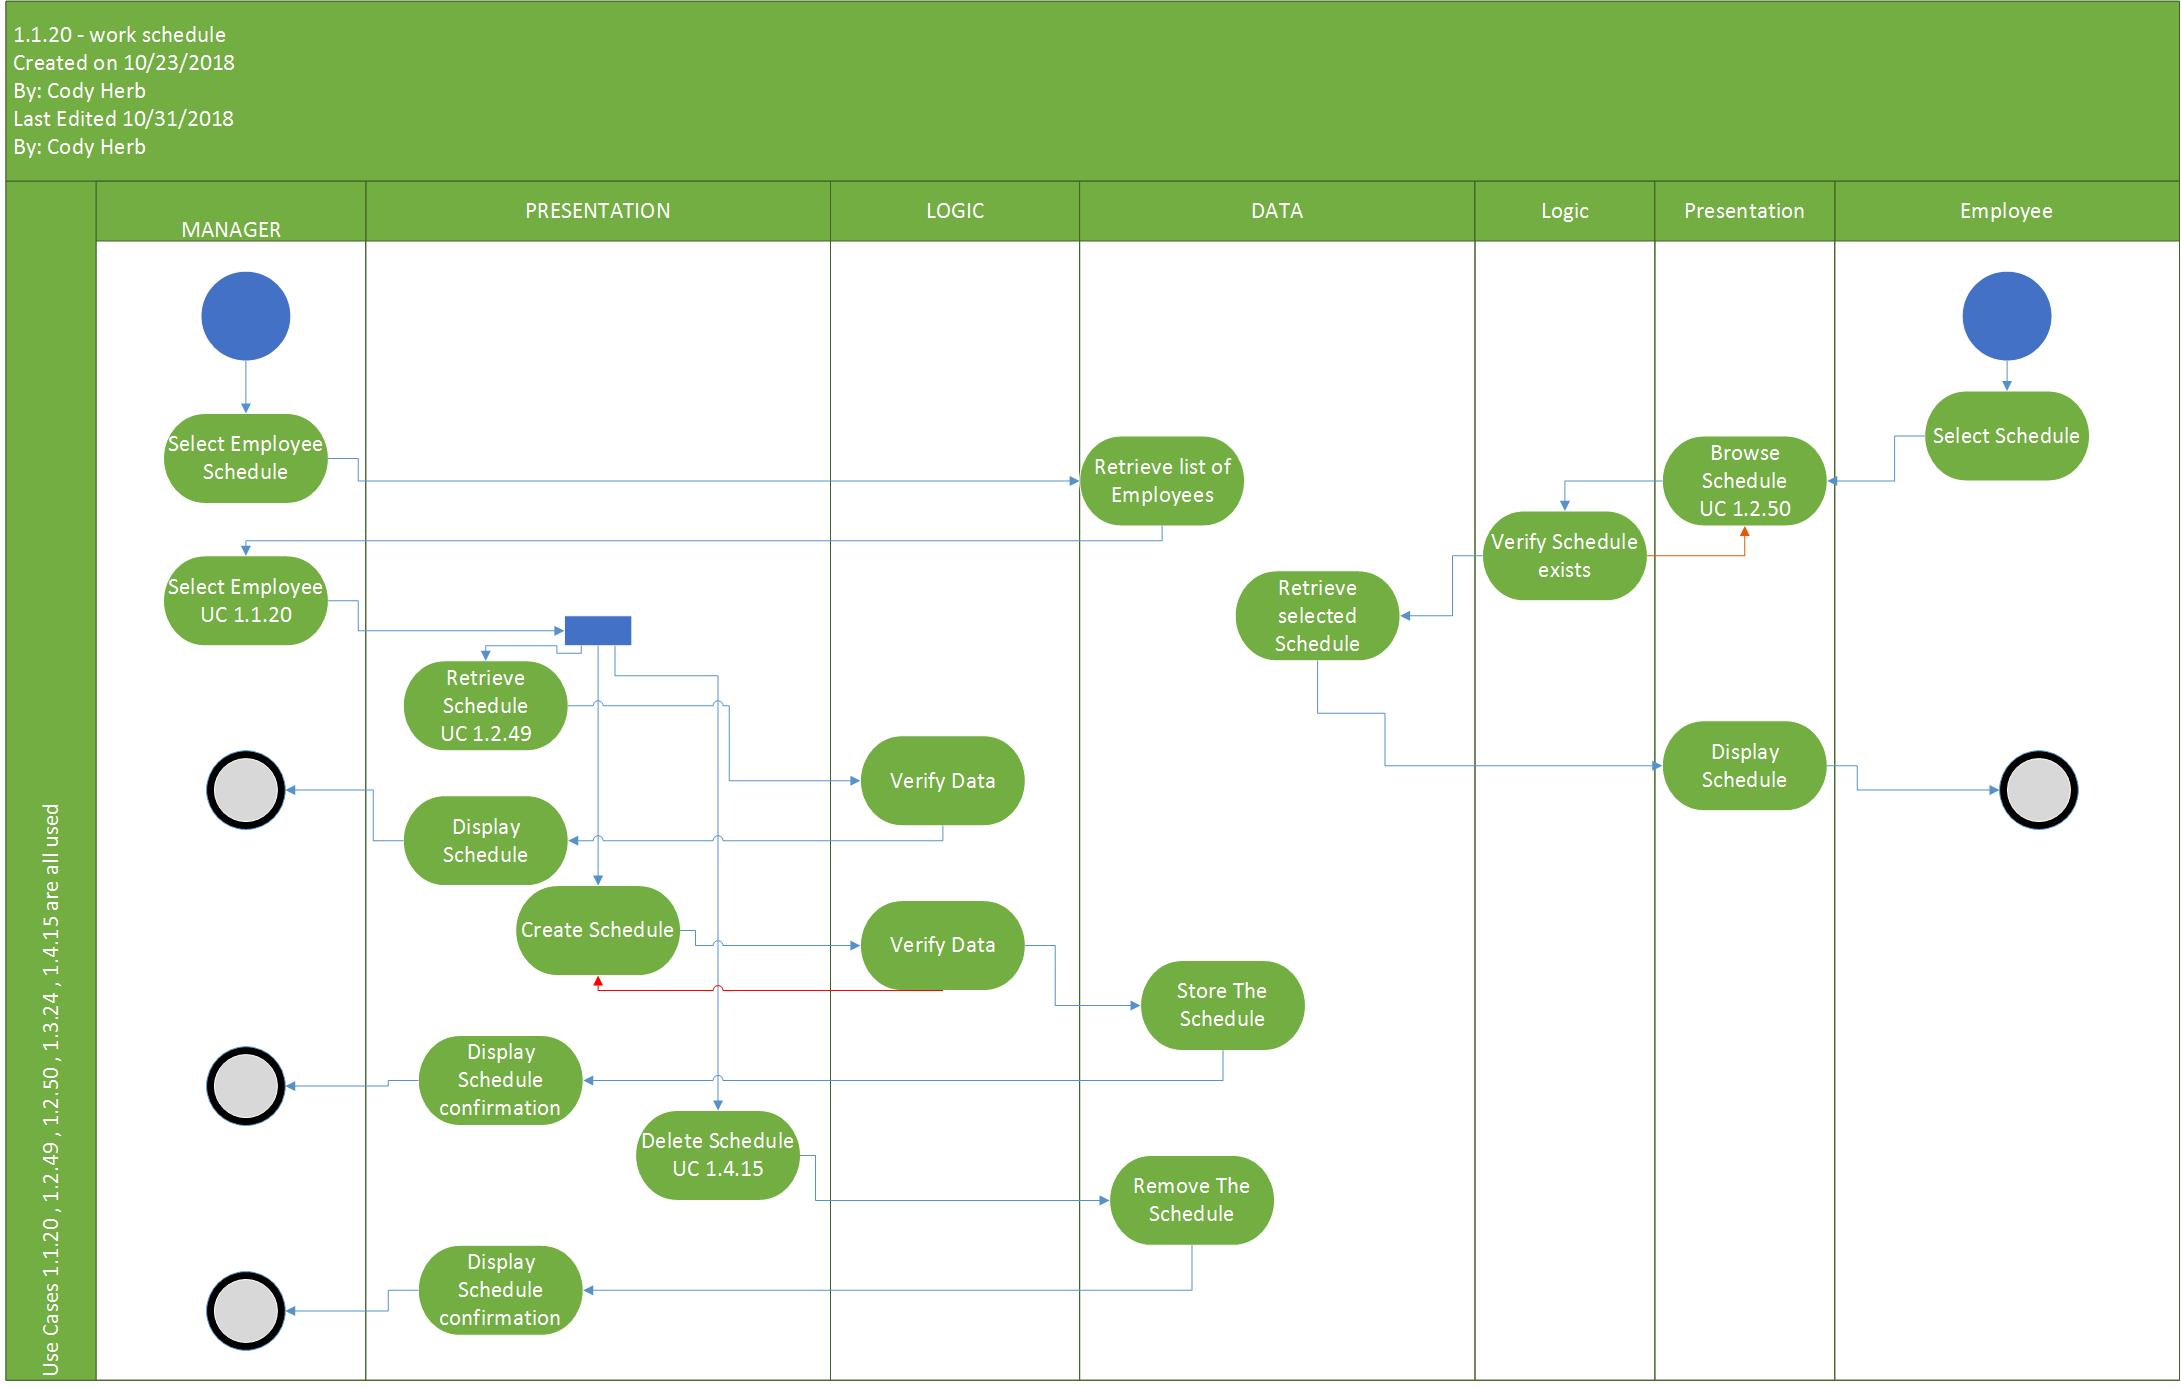 1.1.20 - work schedule
Created on 10/23/2018
By: Cody Herb
Last Edited 10/31/2018
By: Cody Herb
MANAGER
PRESENTATION
LOGIC
DATA
Logic
Presentation
Employee
Use Cases 1.1.20 , 1.2.49 , 1.2.50 , 1.3.24 , 1.4.15 are all used
Select Employee
Schedule
Retrieve list of
Employees
Browse
Schedule
UC 1.2.50
Select Schedule
Select Employee
UC 1.1.20
Verify Schedule
exists
Retrieve
selected
Schedule
Retrieve
Schedule
UC 1.2.49
Verify Data
Display
Schedule
Display
Schedule
Create Schedule
Verify Data
Store The
Schedule
Display
Schedule
confirmation
Delete Schedule
UC 1.4.15
Remove The
Schedule
Display
Schedule
confirmation